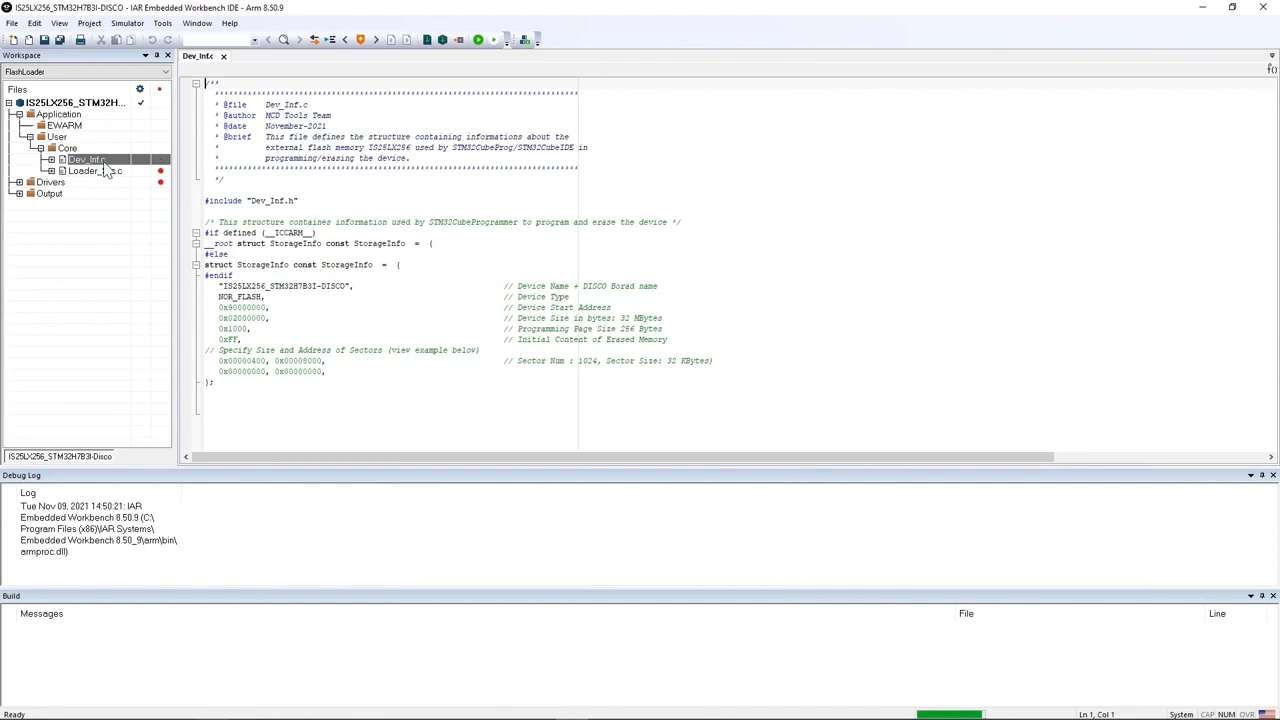 IS25LX256_STM32H7B3I-DISCO - IAR Embedded Workbench IDE - Arm 8.50.9
File Edit View Project Simulator Tools Window Help
Workspace
FlashLoader
Files
IS25LX256_STM32H...
Application
EWARM
User
Core
Dev_Inf.c
Drivers
Output
IS25LX256_STM32H7B3I-Disco
Dev_Inf.c
f()
/**
******************************************************************************
* @file Dev_Inf.c
* @author MCD Tools Team
* @date November-2021
* @brief This file defines the structure containing informations about the
* external flash memory IS25LX256 used by STM32CubeProg/STM32CubeIDE in
* programming/erasing the device.
******************************************************************************
*/
#include "Dev_Inf.h"
/* This structure containes information used by STM32CubeProgrammer to program and erase the device */
#if defined (__ICCARM__)
__root struct StorageInfo const StorageInfo = {
#else
struct StorageInfo const StorageInfo = {
#endif
"IS25LX256_STM32H7B3I-DISCO", // Device Name + DISCO Borad name
NOR_FLASH, // Device Type
0x90000000, // Device Start Address
0x02000000, // Device Size in bytes: 32 MBytes
0x1000, // Programming Page Size 256 Bytes
0xFF, // Initial Content of Erased Memory
// Specify Size and Address of Sectors (view example below)
0x00000400, 0x00008000, // Sector Num : 1024, Sector Size: 32 KBytes)
0x00000000, 0x00000000,
};
Debug Log
Log
Tue Nov 09, 2021 14:50:21: IAR
Embedded Workbench 8.50.9 (C:\
Program Files (x86)\IAR Systems\
Embedded Workbench 8.50_9\arm\bin\
armproc.dll)
Build
Messages File Line
Ready Ln 1, Col 1 System CAP NUM OVR